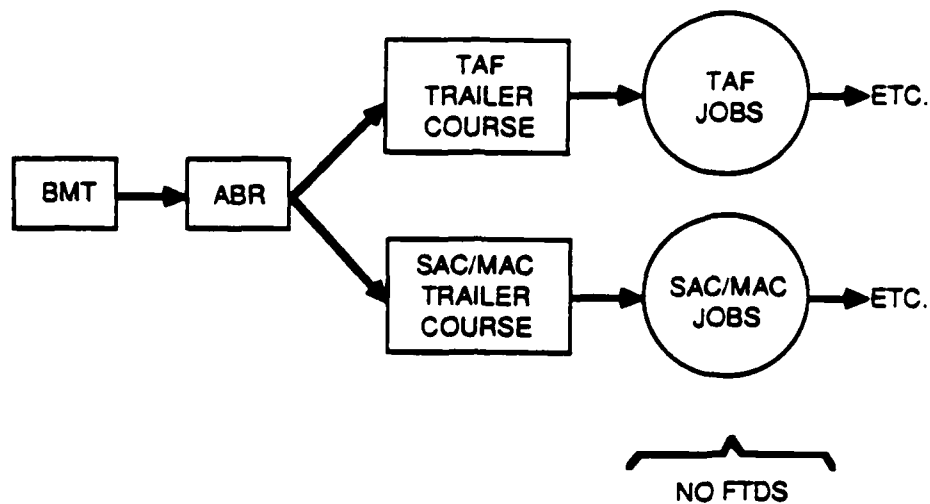 BMT
ABR
TAF
TRAILER
COURSE
TAF
JOBS
ETC.
SAC/MAC
TRAILER
COURSE
SAC/MAC
JOBS
ETC.
NO FTDS